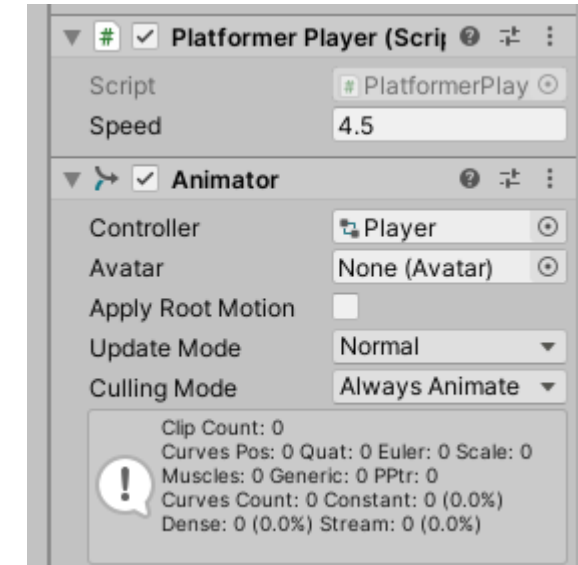 # Platformer Player (Scrip
Script # PlatformerPlay
Speed 4.5
Animator
Controller Player
Avatar None (Avatar)
Apply Root Motion
Update Mode Normal
Culling Mode Always Animate
Clip Count: 0
Curves Pos: 0 Quat: 0 Euler: 0 Scale: 0
Muscles: 0 Generic: 0 PPtr: 0
Curves Count: 0 Constant: 0 (0.0%)
Dense: 0 (0.0%) Stream: 0 (0.0%)